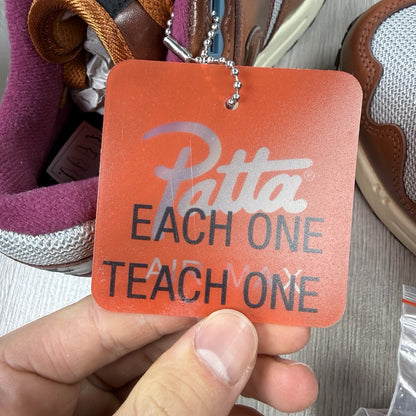 Patta®
EACH ONE
AIR MAX
TEACH ONE